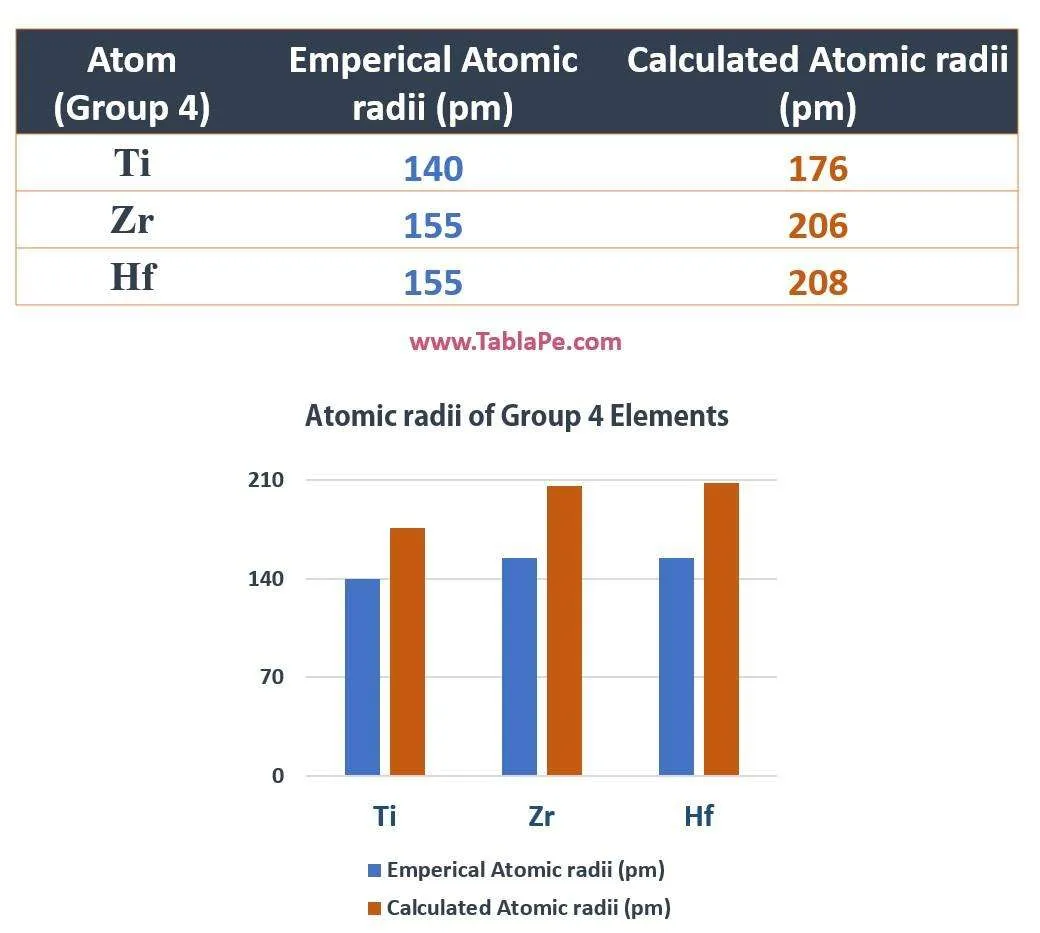 Atom (Group 4) Emperical Atomic radii (pm) Calculated Atomic radii (pm)
Ti 140 176
Zr 155 206
Hf 155 208
www.TablaPe.com
Atomic radii of Group 4 Elements
210
140
70
0
Ti Zr Hf
Emperical Atomic radii (pm)
Calculated Atomic radii (pm)